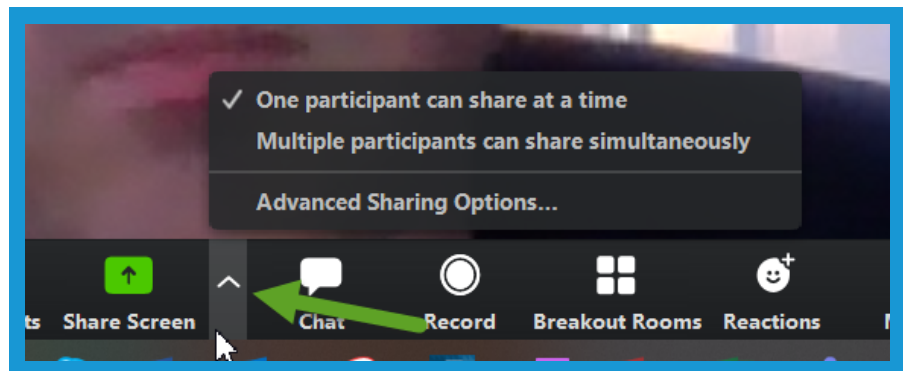 One participant can share at a time
Multiple participants can share simultaneously
Advanced Sharing Options...
ts Share Screen Chat Record Breakout Rooms Reactions